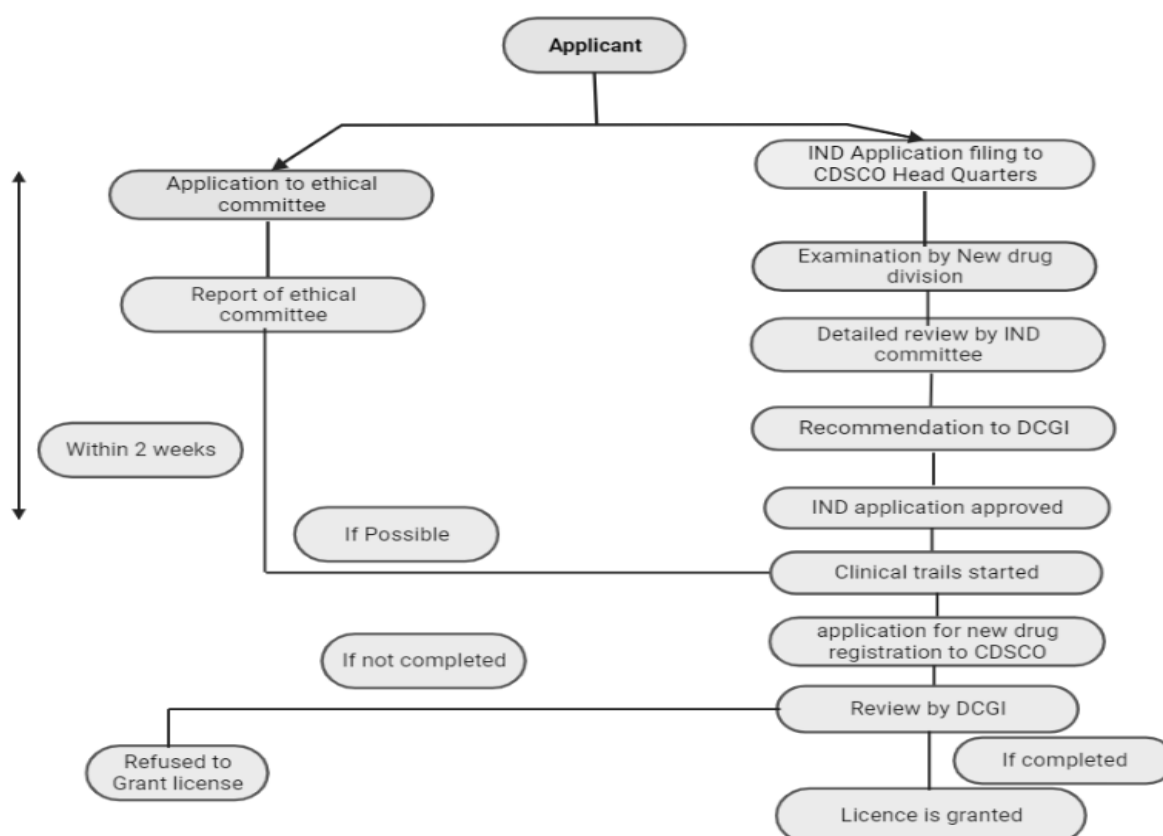 Applicant
IND Application filing to
CDSCO Head Quarters
Application to ethical
committee
Examination by New drug
division
Report of ethical
committee
Detailed review by IND
committee
Recommendation to DCGI
Within 2 weeks
IND application approved
If Possible
Clinical trails started
application for new drug
registration to CDSCO
If not completed
Review by DCGI
Refused to
Grant license
If completed
Licence is granted